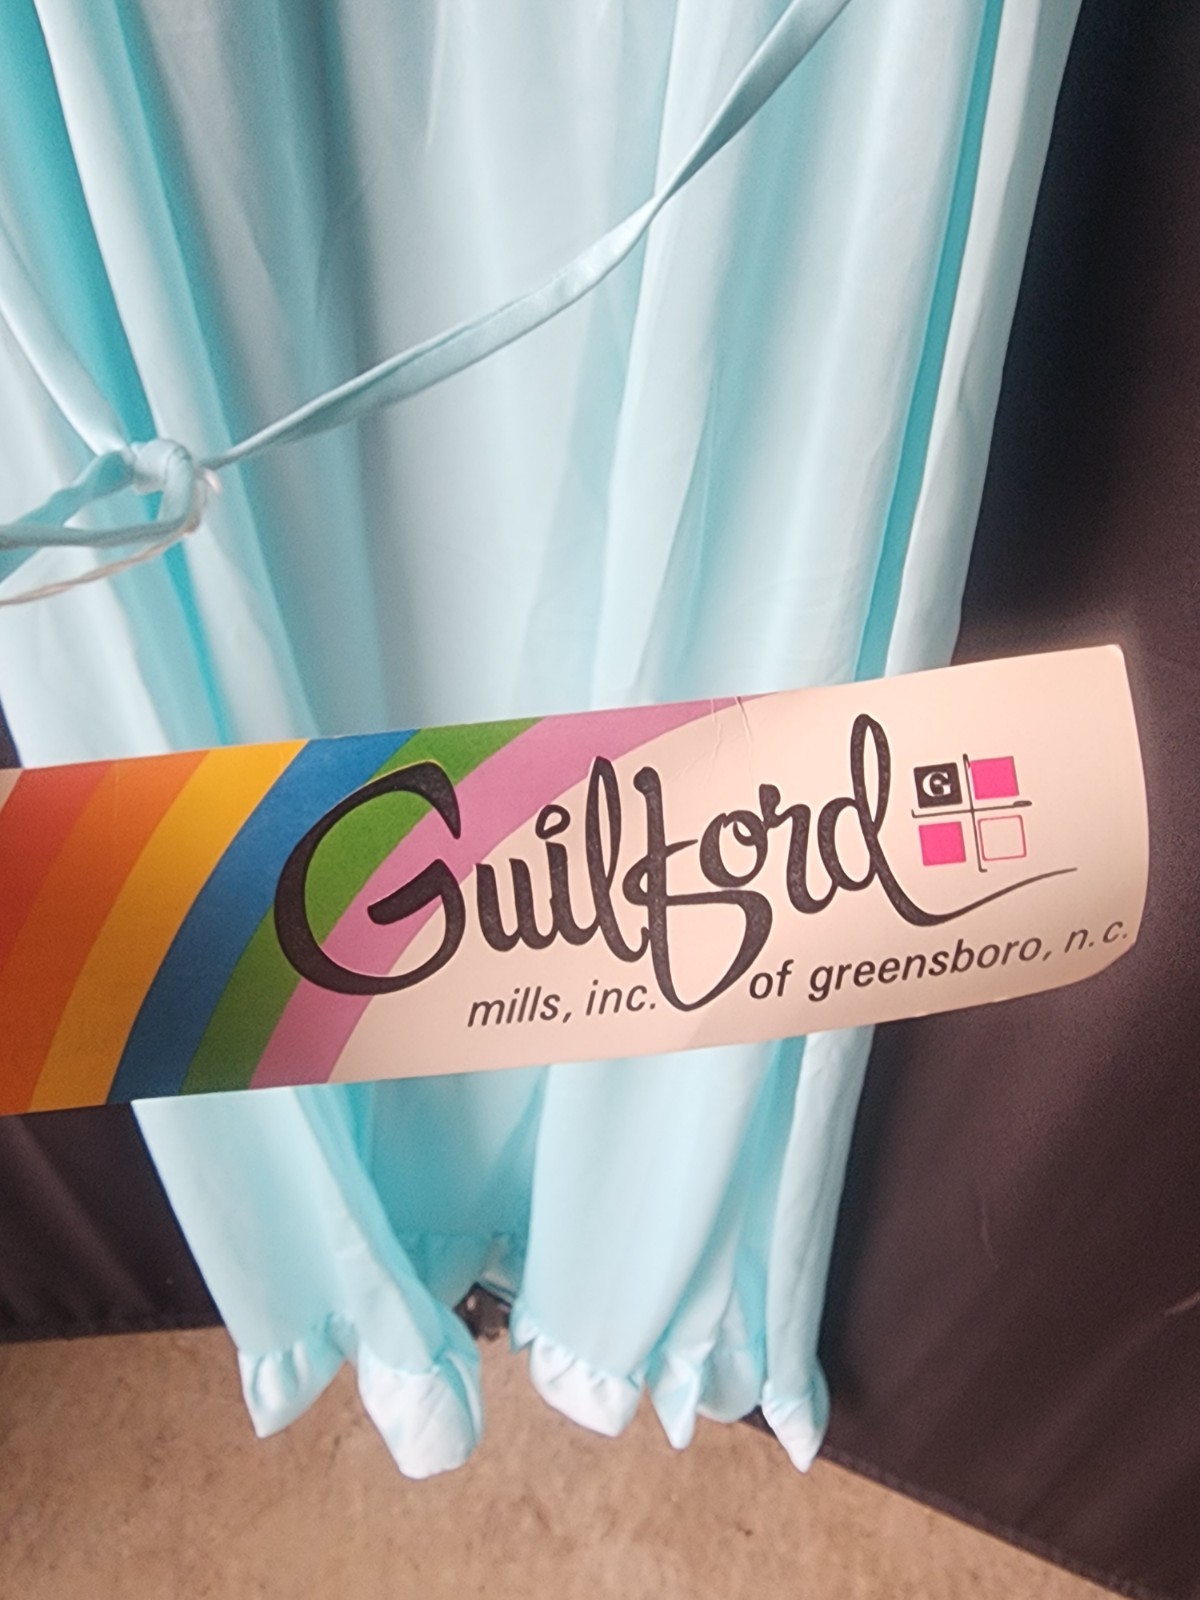 Guilford
G
mills, inc. of greensboro, n.c.